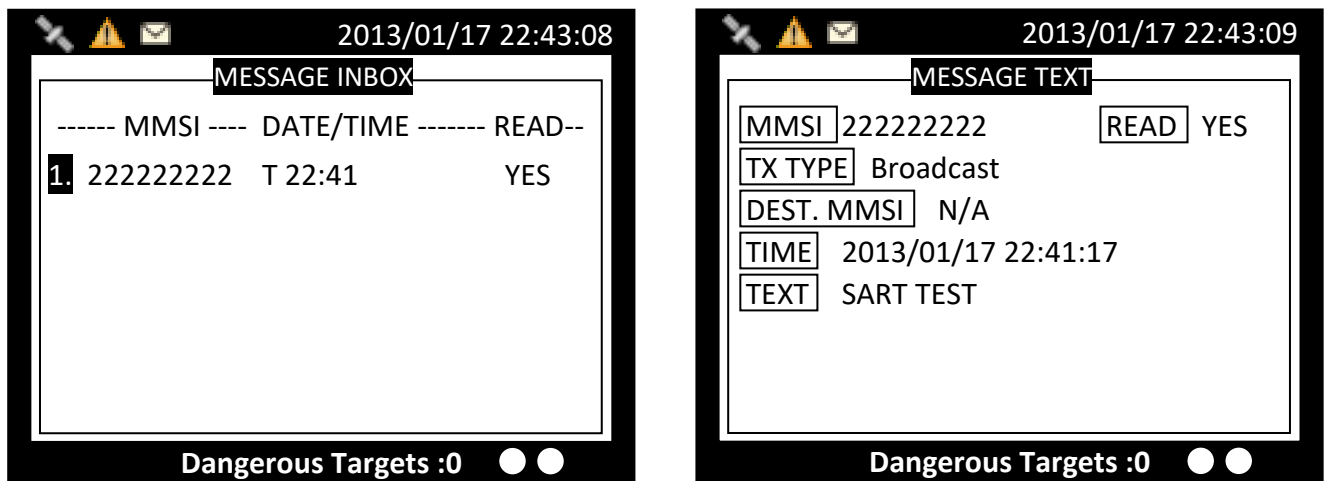 2013/01/17 22:43:08
MESSAGE INBOX
------ MMSI ---- DATE/TIME ------- READ--
1. 222222222 T 22:41 YES
Dangerous Targets :0
2013/01/17 22:43:09
MESSAGE TEXT
MMSI 222222222 READ YES
TX TYPE Broadcast
DEST. MMSI N/A
TIME 2013/01/17 22:41:17
TEXT SART TEST
Dangerous Targets :0